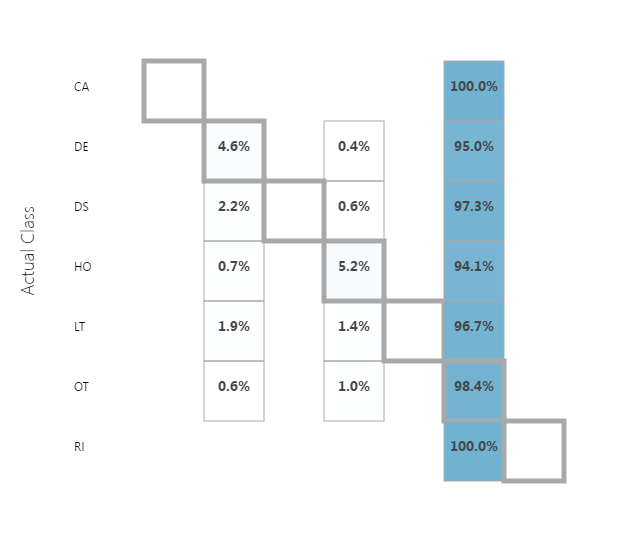 CA 100.0%
DE 4.6% 0.4% 95.0%
DS 2.2% 0.6% 97.3%
HO 0.7% 5.2% 94.1%
LT 1.9% 1.4% 96.7%
OT 0.6% 1.0% 98.4%
RI 100.0%
Actual Class